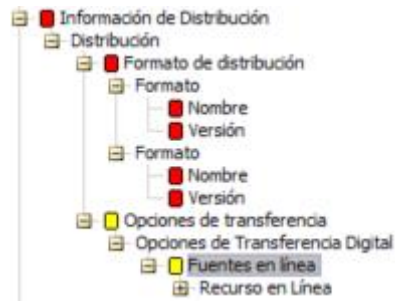 Información de Distribución
Distribución
Formato de distribución
Formato
Nombre
Versión
Formato
Nombre
Versión
Opciones de transferencia
Opciones de Transferencia Digital
Fuentes en línea
Recurso en Línea